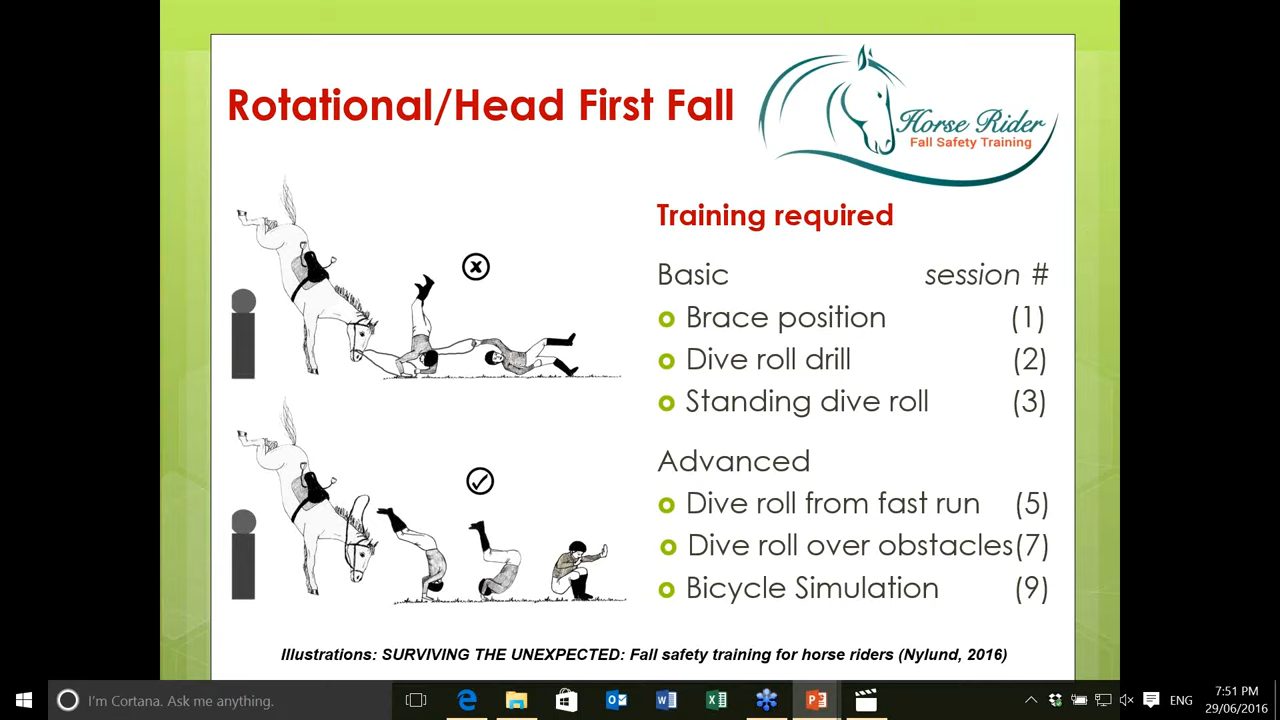 Rotational/Head First Fall
Horse Rider
Fall Safety Training
Training required
Basic session #
Brace position (1)
Dive roll drill (2)
Standing dive roll (3)
Advanced
Dive roll from fast run (5)
Dive roll over obstacles(7)
Bicycle Simulation (9)
Illustrations: SURVIVING THE UNEXPECTED: Fall safety training for horse riders (Nylund, 2016)
I'm Cortana. Ask me anything.
ENG
7:51 PM
29/06/2016